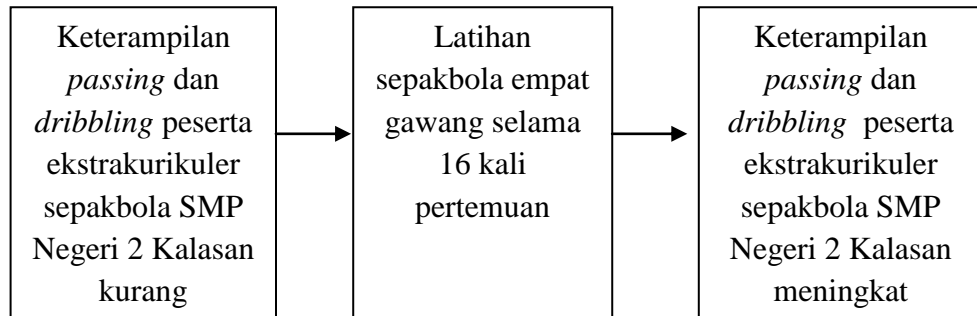 Keterampilan
passing dan
dribbling peserta
ekstrakurikuler
sepakbola SMP
Negeri 2 Kalasan
kurang
Latihan
sepakbola empat
gawang selama
16 kali
pertemuan
Keterampilan
passing dan
dribbling peserta
ekstrakurikuler
sepakbola SMP
Negeri 2 Kalasan
meningkat